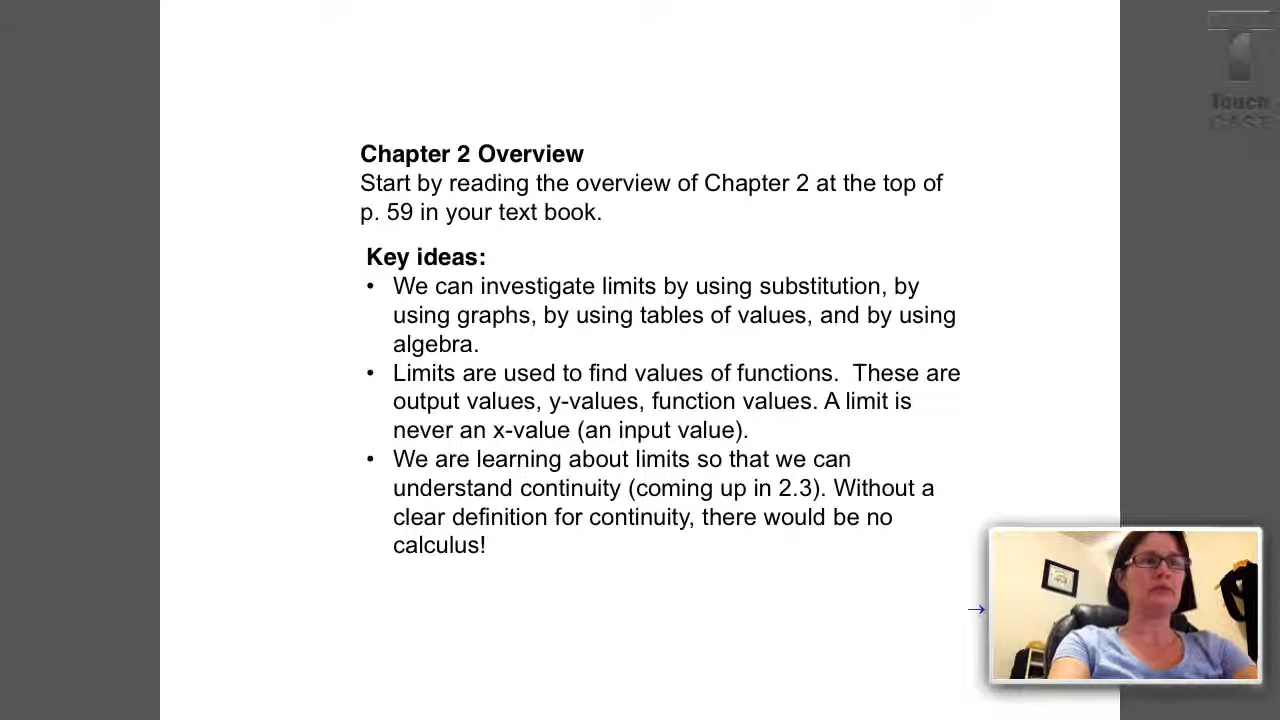 Touch
CAST
Chapter 2 Overview
Start by reading the overview of Chapter 2 at the top of
p. 59 in your text book.
Key ideas:
• We can investigate limits by using substitution, by
using graphs, by using tables of values, and by using
algebra.
• Limits are used to find values of functions.  These are
output values, y-values, function values. A limit is
never an x-value (an input value).
• We are learning about limits so that we can
understand continuity (coming up in 2.3). Without a
clear definition for continuity, there would be no
calculus!
→